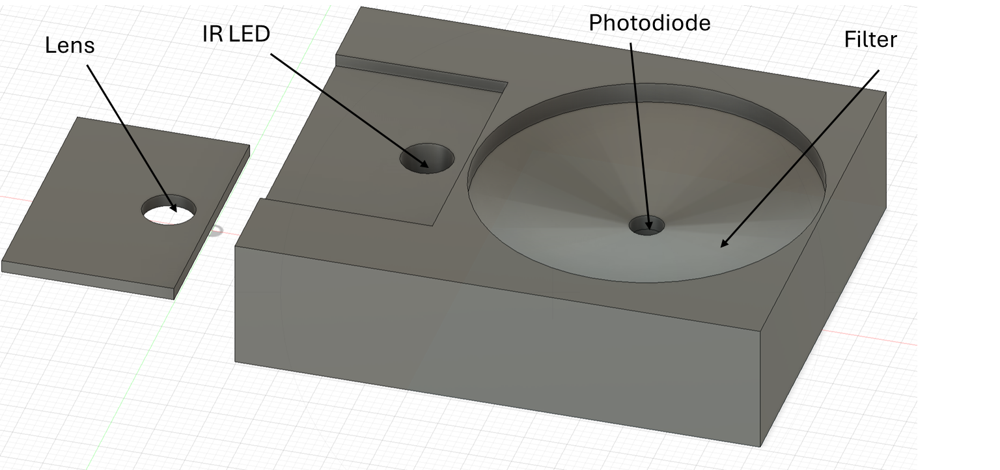 Lens
IR LED
Photodiode
Filter